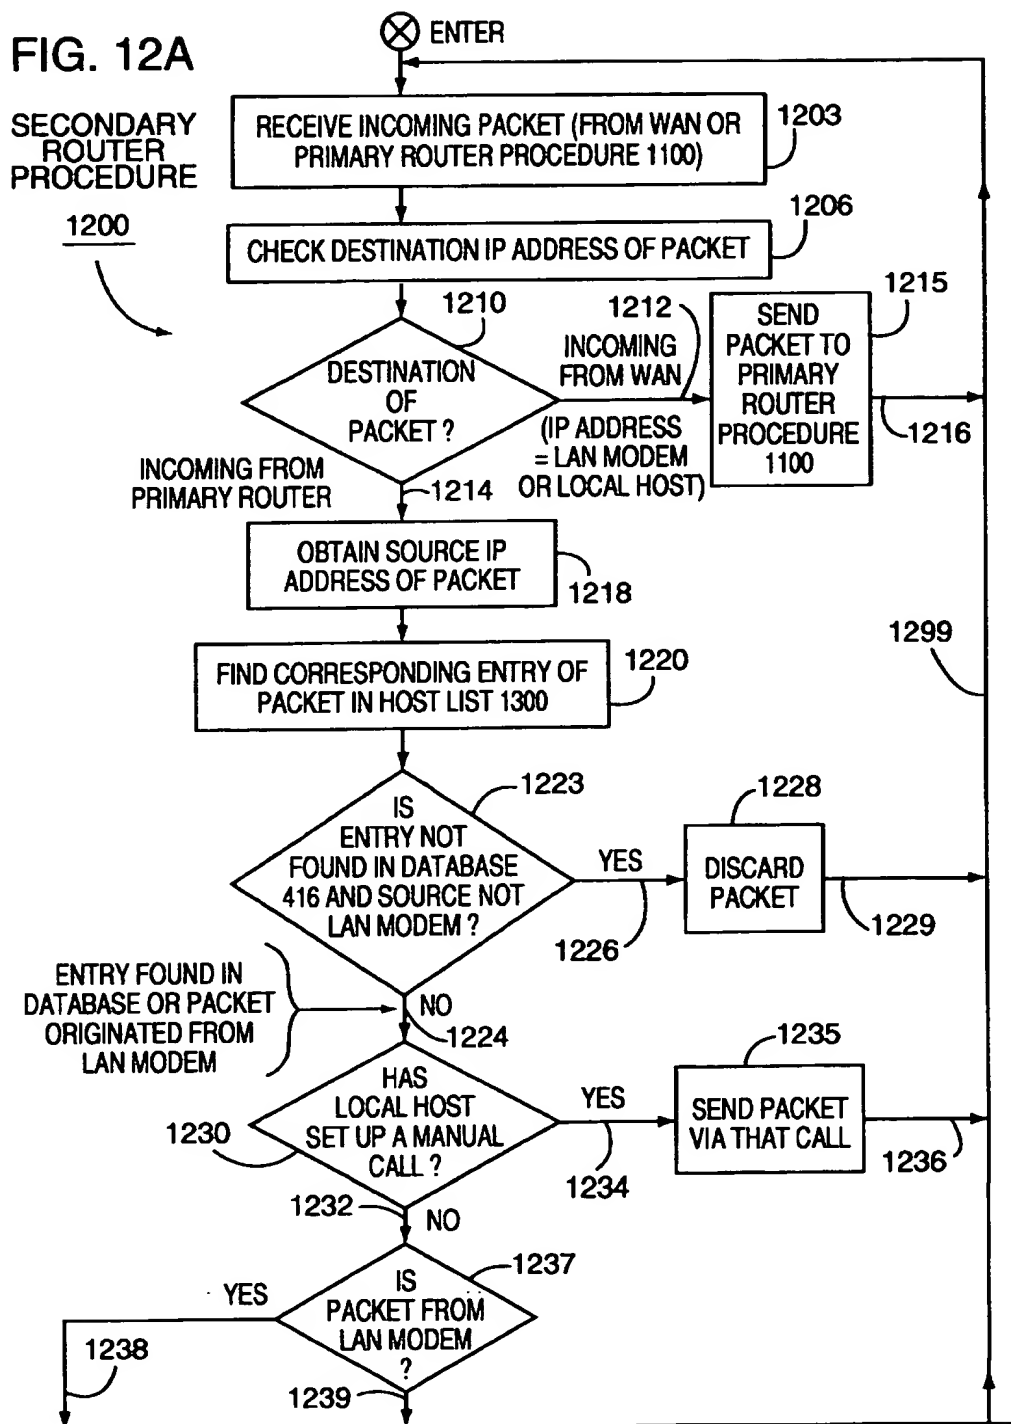 FIG. 12A
ENTER
SECONDARY
ROUTER
PROCEDURE
1200
RECEIVE INCOMING PACKET (FROM WAN OR
PRIMARY ROUTER PROCEDURE 1100)
1203
1206
CHECK DESTINATION IP ADDRESS OF PACKET
1210
DESTINATION
OF
PACKET ?
1212
INCOMING
FROM WAN
(IP ADDRESS
= LAN MODEM
OR LOCAL HOST)
1215
SEND
PACKET TO
PRIMARY
ROUTER
PROCEDURE
1100
1216
INCOMING FROM
PRIMARY ROUTER
1214
OBTAIN SOURCE IP
ADDRESS OF PACKET
1218
FIND CORRESPONDING ENTRY OF
PACKET IN HOST LIST 1300
1220
1299
1223
IS
ENTRY NOT
FOUND IN DATABASE
416 AND SOURCE NOT
LAN MODEM ?
YES
1226
1228
DISCARD
PACKET
1229
ENTRY FOUND IN
DATABASE OR PACKET
ORIGINATED FROM
LAN MODEM
NO
1224
HAS
LOCAL HOST
SET UP A MANUAL
CALL ?
1230
YES
1234
1235
SEND PACKET
VIA THAT CALL
1236
1232
NO
1237
IS
PACKET FROM
LAN MODEM
?
YES
1238
1239